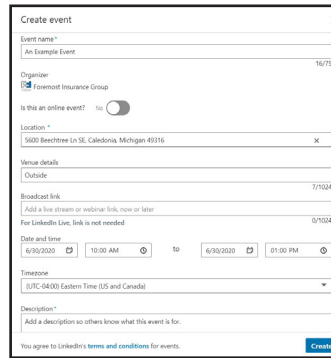 Create event
Event name*
An Example Event
16/75
Organizer
Foremost Insurance Group
Is this an online event? No
Location *
5600 Beechtree Ln SE, Caledonia, Michigan 49316 ×
Venue details
Outside
7/1024
Broadcast link
Add a live stream or webinar link, now or later
For LinkedIn Live, link is not needed 0/1024
Date and time
6/30/2020 10:00 AM to 6/30/2020 01:00 PM
Timezone
(UTC-04:00) Eastern Time (US and Canada)
Description*
Add a description so others know what this event is for.
You agree to LinkedIn's terms and conditions for events. Create